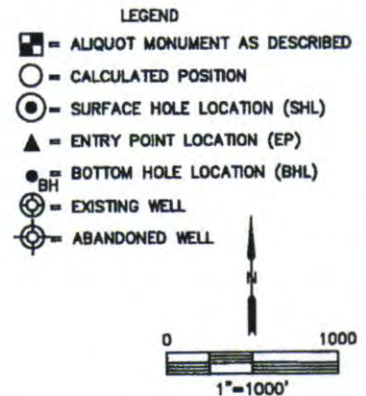 LEGEND
= ALIQUOT MONUMENT AS DESCRIBED
= CALCULATED POSITION
= SURFACE HOLE LOCATION (SHL)
= ENTRY POINT LOCATION (EP)
BH = BOTTOM HOLE LOCATION (BHL)
= EXISTING WELL
= ABANDONED WELL
N
0 1000
1"=1000'